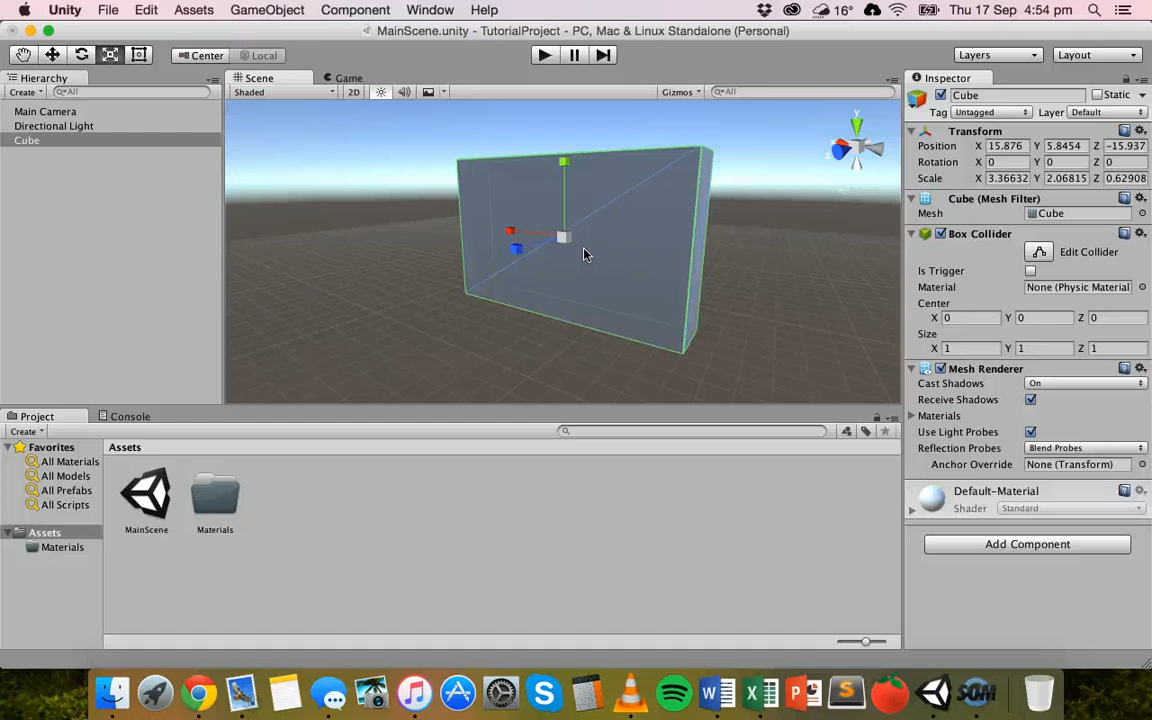 Unity File Edit Assets GameObject Component Window Help 16° Thu 17 Sep 4:54 pm
MainScene.unity - TutorialProject - PC, Mac & Linux Standalone (Personal)
Center Local Layers Layout
Hierarchy Scene Game Inspector
Create All Shaded 2D Gizmos All Cube Static
Tag Untagged Layer Default
Main Camera
Directional Light
Cube
y
Transform
Position X 15.876 Y 5.8454 Z -15.937
Rotation X 0 Y 0 Z 0
Scale X 3.36632 Y 2.06815 Z 0.62908
Cube (Mesh Filter)
Mesh Cube
Box Collider
Edit Collider
Is Trigger
Material None (Physic Material
Center
X 0 Y 0 Z 0
Size
X 1 Y 1 Z 1
Mesh Renderer
Cast Shadows On
Receive Shadows
Materials
Use Light Probes
Reflection Probes Blend Probes
Anchor Override None (Transform)
Default-Material
Shader Standard
Add Component
Project Console
Create
Favorites
All Materials
All Models
All Prefabs
All Scripts
Assets
Materials
Assets
MainScene Materials
SOM